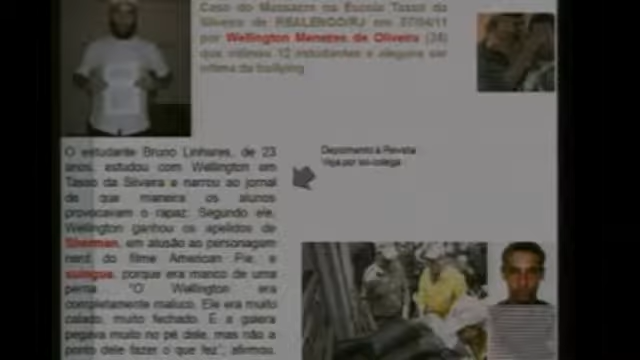 Caso do Massacre na Escola Tasso da
Silveira de REALENGO/RJ em 07/04/11
por Wellington Menezes de Oliveira (24)
que vitimou 12 estudantes e alegara ser
vítima de bullying
O estudante Bruno Linhares, de 23
anos, estudou com Wellington em
Tasso da Silveira e narrou ao jornal
de que maneira os alunos
provocavam o rapaz: Segundo ele,
Wellington ganhou os apelidos de
Sherman, em alusão ao personagem
nerd do filme American Pie, e
suingue, porque era manco de uma
perna. "O Wellington era
completamente maluco. Ele era muito
calado, muito fechado. E a galera
pegava muito no pé dele, mas não a
ponto dele fazer o que fez", afirmou.
Depoimento à Revista
Veja por ex-colega